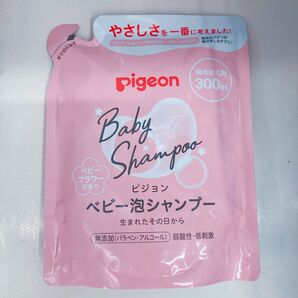 やさしさを一番に考えました!
pigeon
詰めかえ用
300ml
Baby
Shampoo
ベビー
フラワー
の香り
ピジョン
ベビー泡シャンプー
生まれたその日から
無添加(パラベン・アルコール) 弱酸性・低刺激